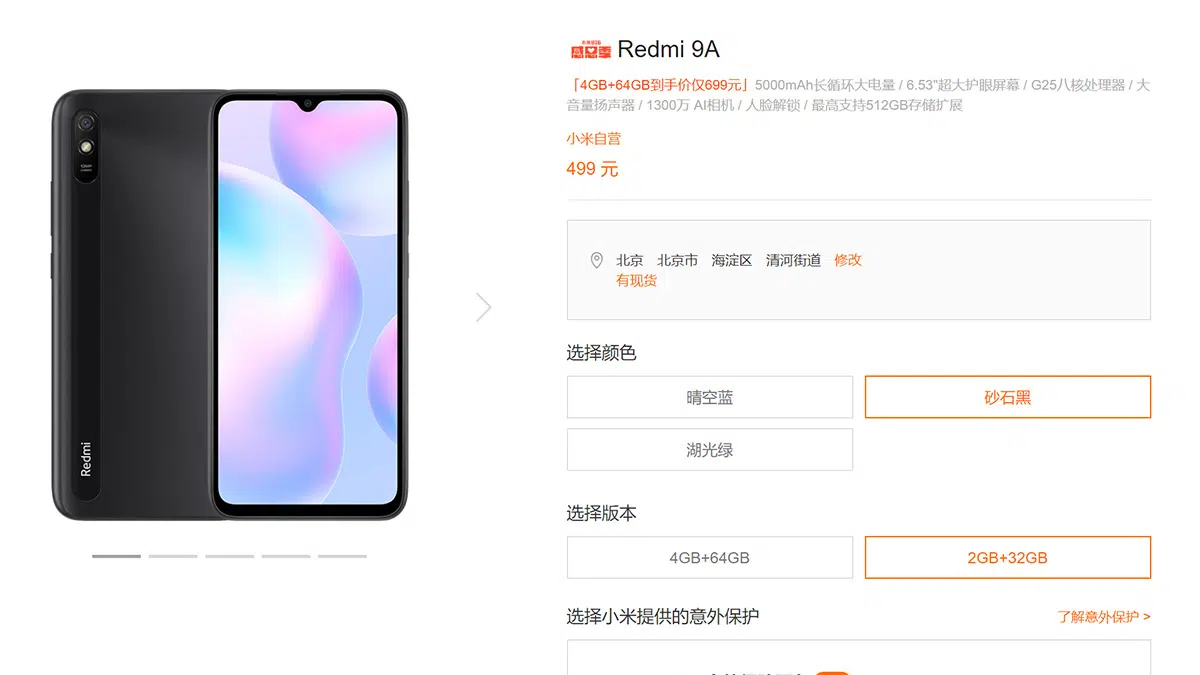 感恩季 Redmi 9A
「4GB+64GB到手价仅699元」 5000mAh长循环大电量 / 6.53"超大护眼屏幕 / G25八核处理器 / 大
音量扬声器 / 1300万 AI相机 / 人脸解锁 / 最高支持512GB存储扩展
小米自营
499 元
北京 北京市 海淀区 清河街道 修改
有现货
选择颜色
晴空蓝
砂石黑
湖光绿
选择版本
4GB+64GB
2GB+32GB
选择小米提供的意外保护
了解意外保护 >
Redmi